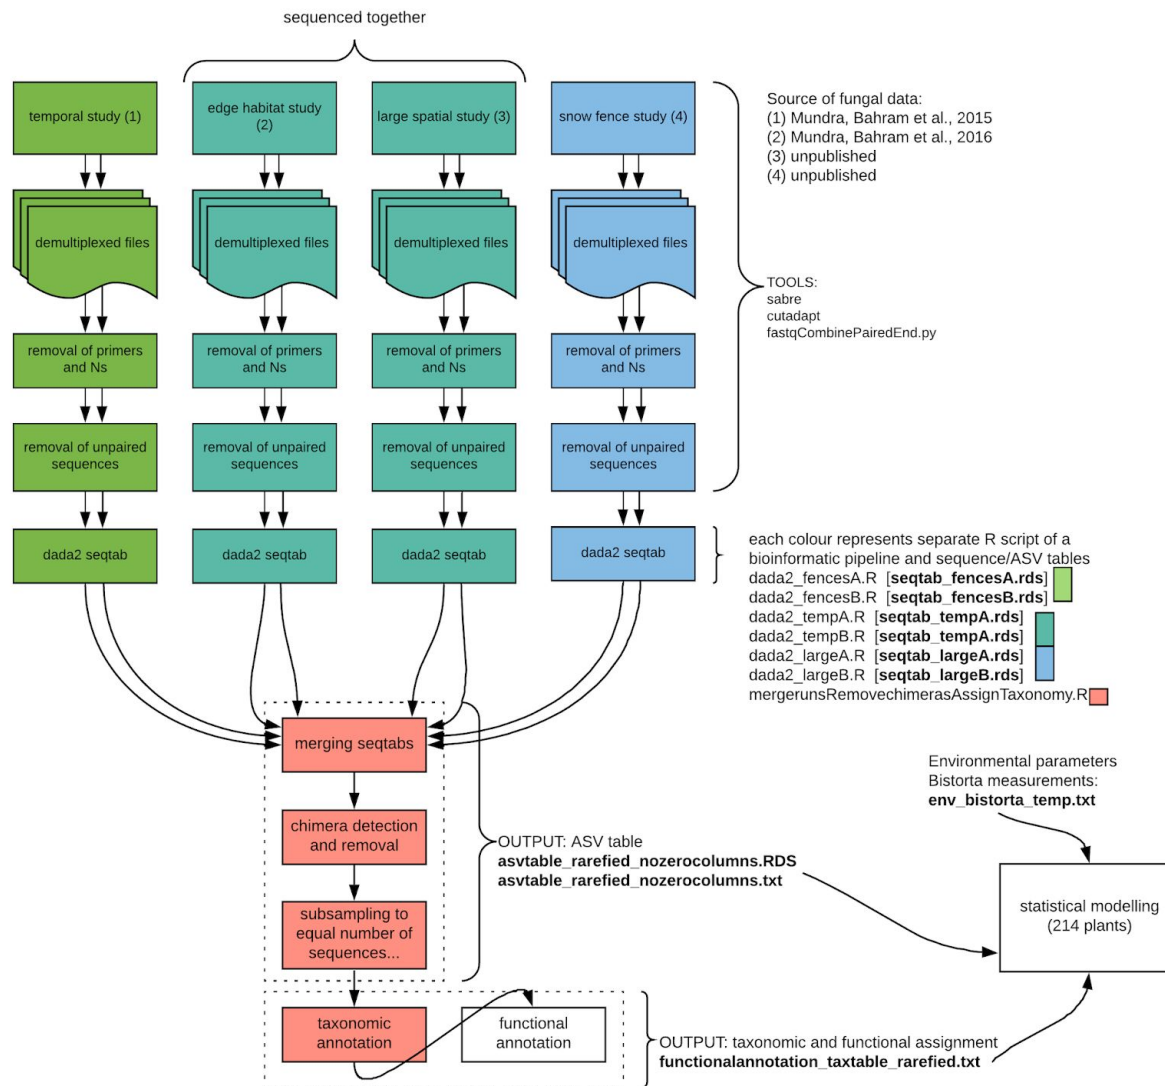 sequenced together
temporal study (1)
edge habitat study
(2)
large spatial study (3)
snow fence study (4)
Source of fungal data:
(1) Mundra, Bahram et al., 2015
(2) Mundra, Bahram et al., 2016
(3) unpublished
(4) unpublished
demultiplexed files
demultiplexed files
demultiplexed files
demultiplexed files
TOOLS:
sabre
cutadapt
fastqCombinePairedEnd.py
removal of primers
and Ns
removal of primers
and Ns
removal of primers
and Ns
removal of primers
and Ns
removal of unpaired
sequences
removal of unpaired
sequences
removal of unpaired
sequences
removal of unpaired
sequences
dada2 seqtab
dada2 seqtab
dada2 seqtab
dada2 seqtab
each colour represents separate R script of a
bioinformatic pipeline and sequence/ASV tables
dada2_fencesA.R [seqtab_fencesA.rds]
dada2_fencesB.R [seqtab_fencesB.rds]
dada2_tempA.R [seqtab_tempA.rds]
dada2_tempB.R [seqtab_tempA.rds]
dada2_largeA.R [seqtab_largeA.rds]
dada2_largeB.R [seqtab_largeB.rds]
mergerunsRemovechimerasAssignTaxonomy.R
merging seqtabs
chimera detection
and removal
subsampling to
equal number of
sequences...
OUTPUT: ASV table
asvtable_rarefied_nozerocolumns.RDS
asvtable_rarefied_nozerocolumns.txt
Environmental parameters
Bistorta measurements:
env_bistorta_temp.txt
statistical modelling
(214 plants)
taxonomic
annotation
functional
annotation
OUTPUT: taxonomic and functional assignment
functionalannotation_taxtable_rarefied.txt